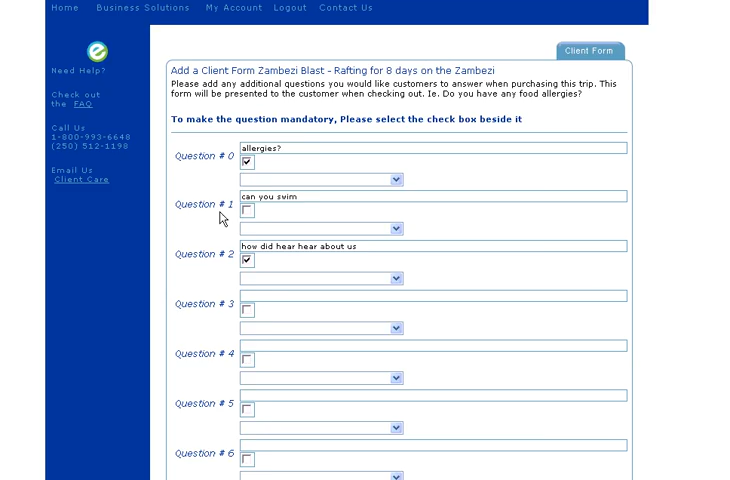 Home Business Solutions My Account Logout Contact Us
Client Form
Need Help?
Check out
the FAQ
Call Us
1-800-993-6648
(250) 512-1198
Email Us
Client Care
Add a Client Form Zambezi Blast - Rafting for 8 days on the Zambezi
Please add any additional questions you would like customers to answer when purchasing this trip. This
form will be presented to the customer when checking out. Ie. Do you have any food allergies?
To make the question mandatory, Please select the check box beside it
Question # 0 allergies?
Question # 1 can you swim
Question # 2 how did hear hear about us
Question # 3
Question # 4
Question # 5
Question # 6